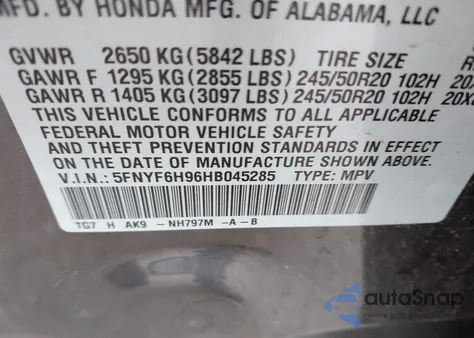 MFD. BY HONDA MFG. OF ALABAMA, LLC
GVWR 2650 KG (5842 LBS) TIRE SIZE
GAWR F 1295 KG (2855 LBS) 245/50R20 102H 20X
GAWR R 1405 KG (3097 LBS) 245/50R20 102H 20X
THIS VEHICLE CONFORMS TO ALL APPLICABLE
FEDERAL MOTOR VEHICLE SAFETY
AND THEFT PREVENTION STANDARDS IN EFFECT
ON THE DATE OF MANUFACTURE SHOWN ABOVE.
V.I.N.: 5FNYF6H96HB045285 TYPE: MPV
TG7 H AK9 - NH797M -A-B
autoSnap